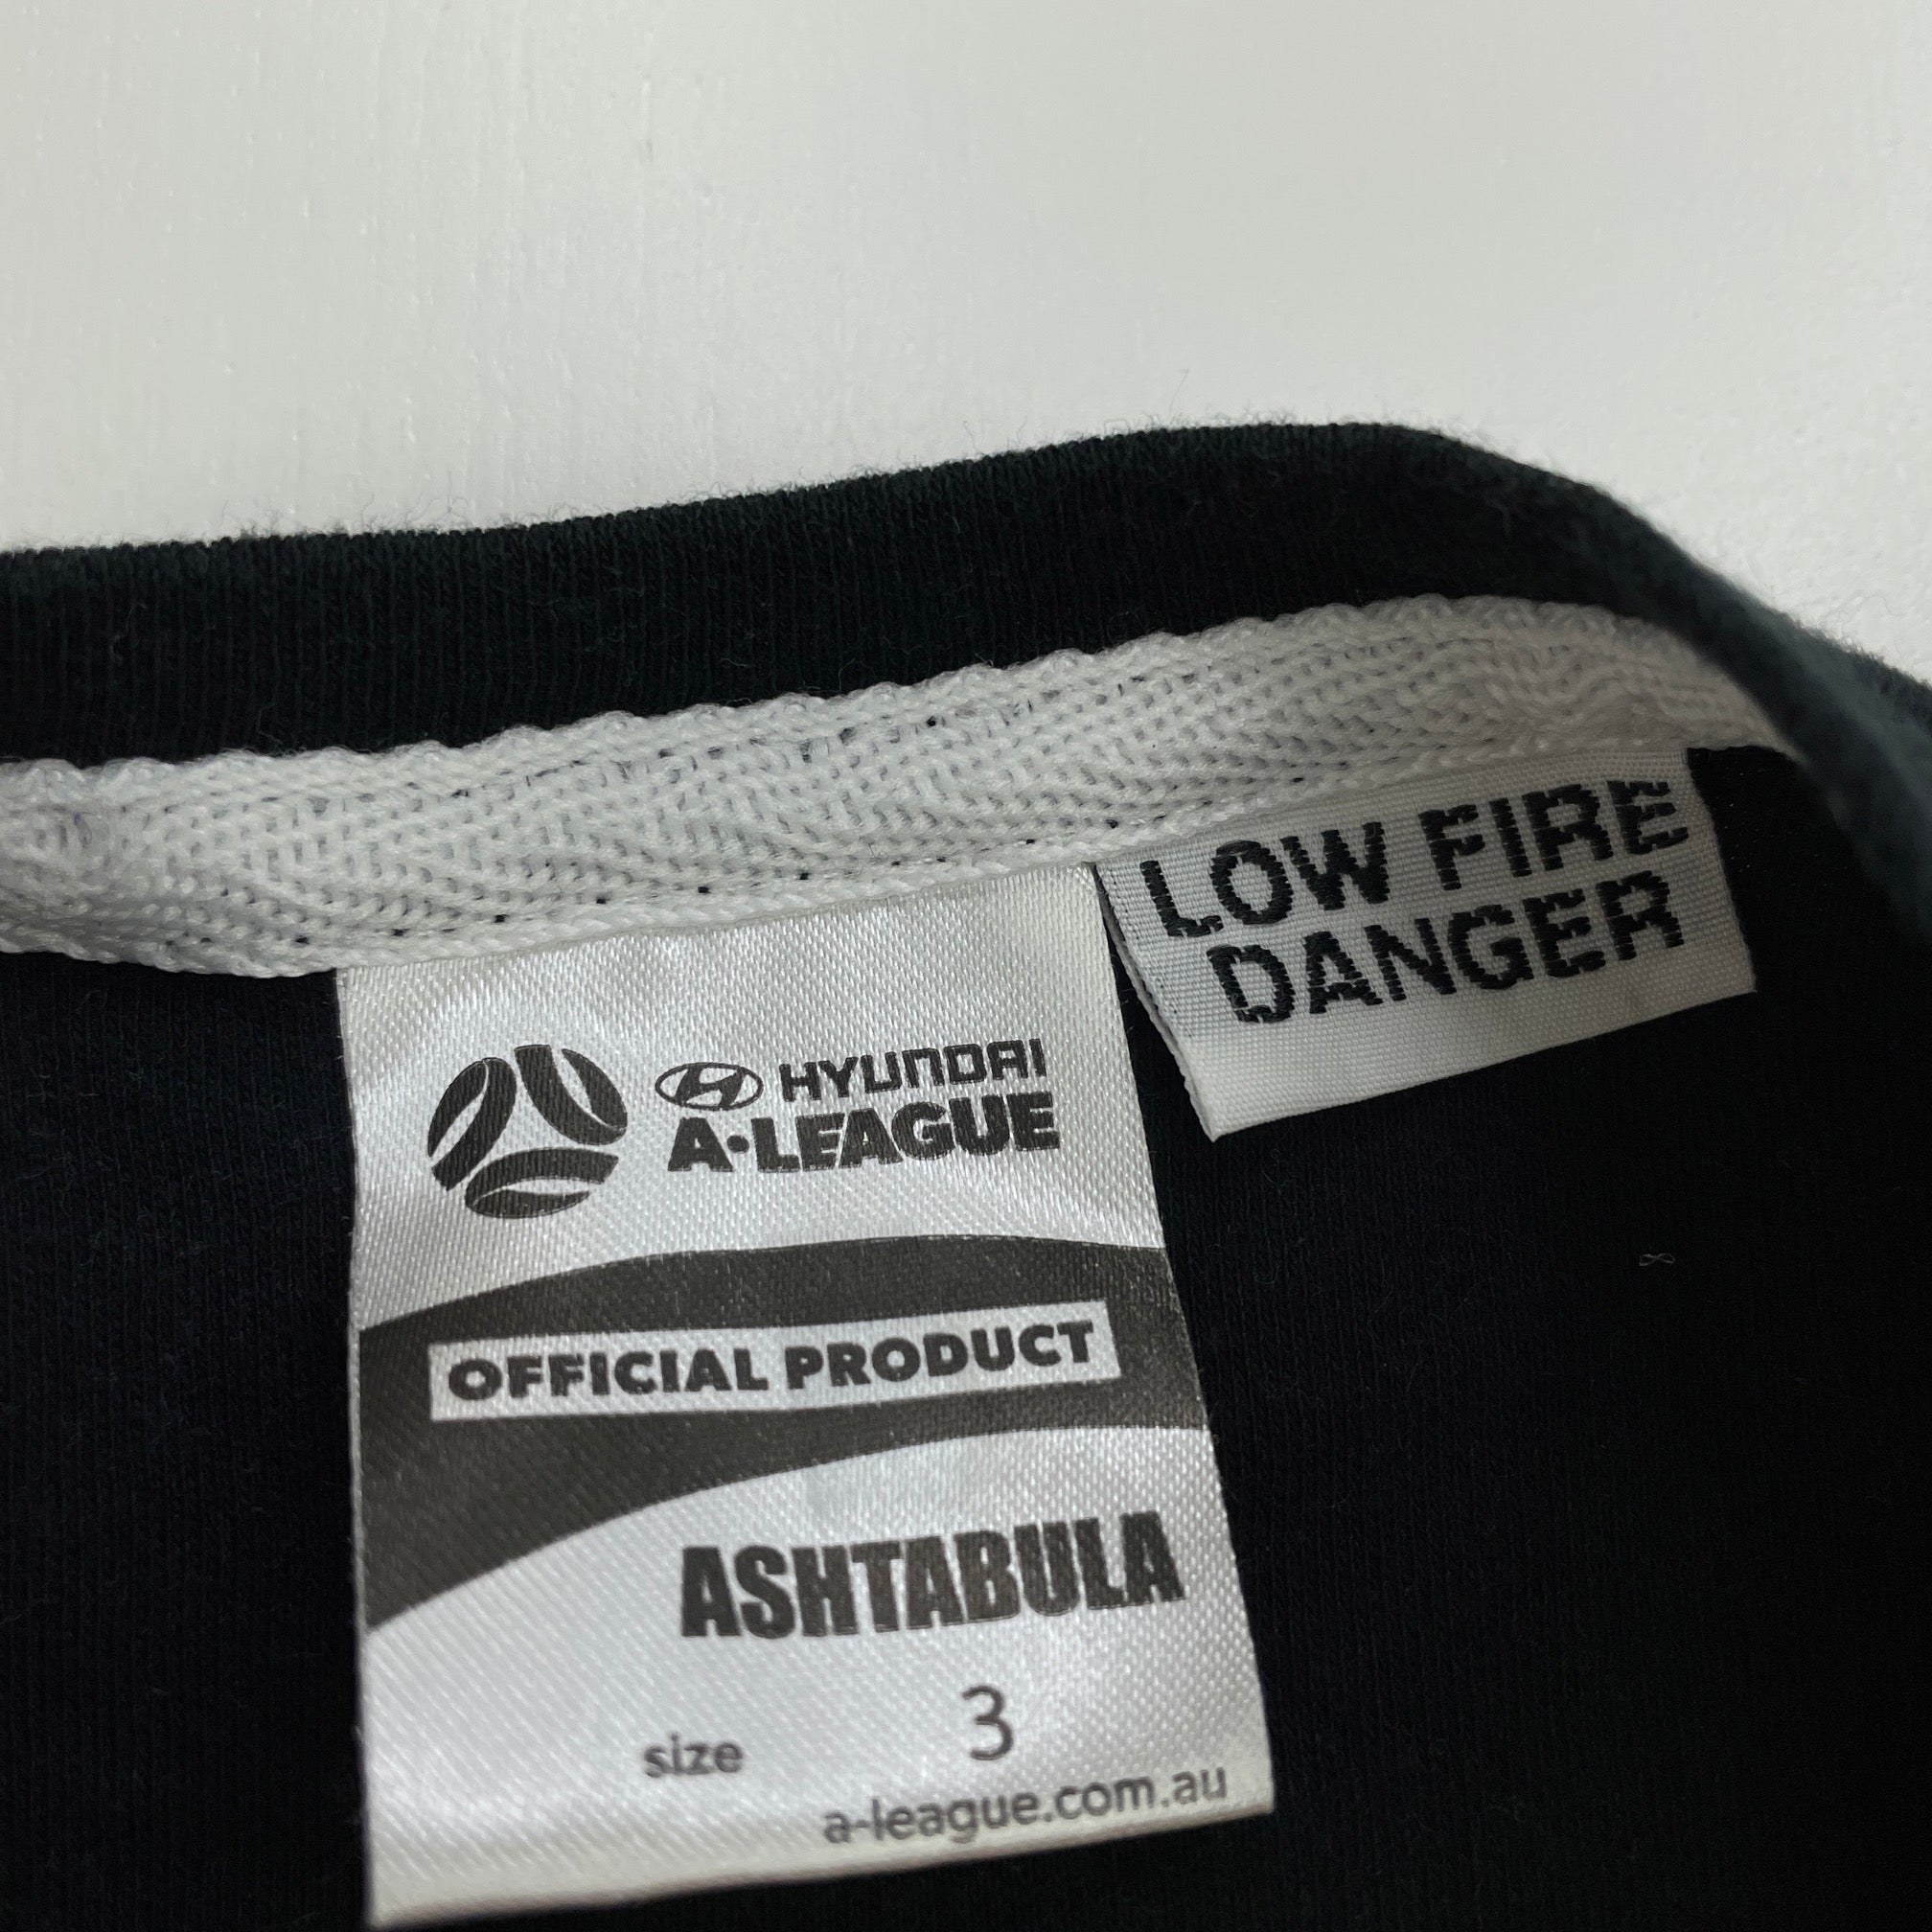 LOW FIRE
DANGER
HYUNDAI
A-LEAGUE
OFFICIAL PRODUCT
ASHTABULA
size 3
a-league.com.au